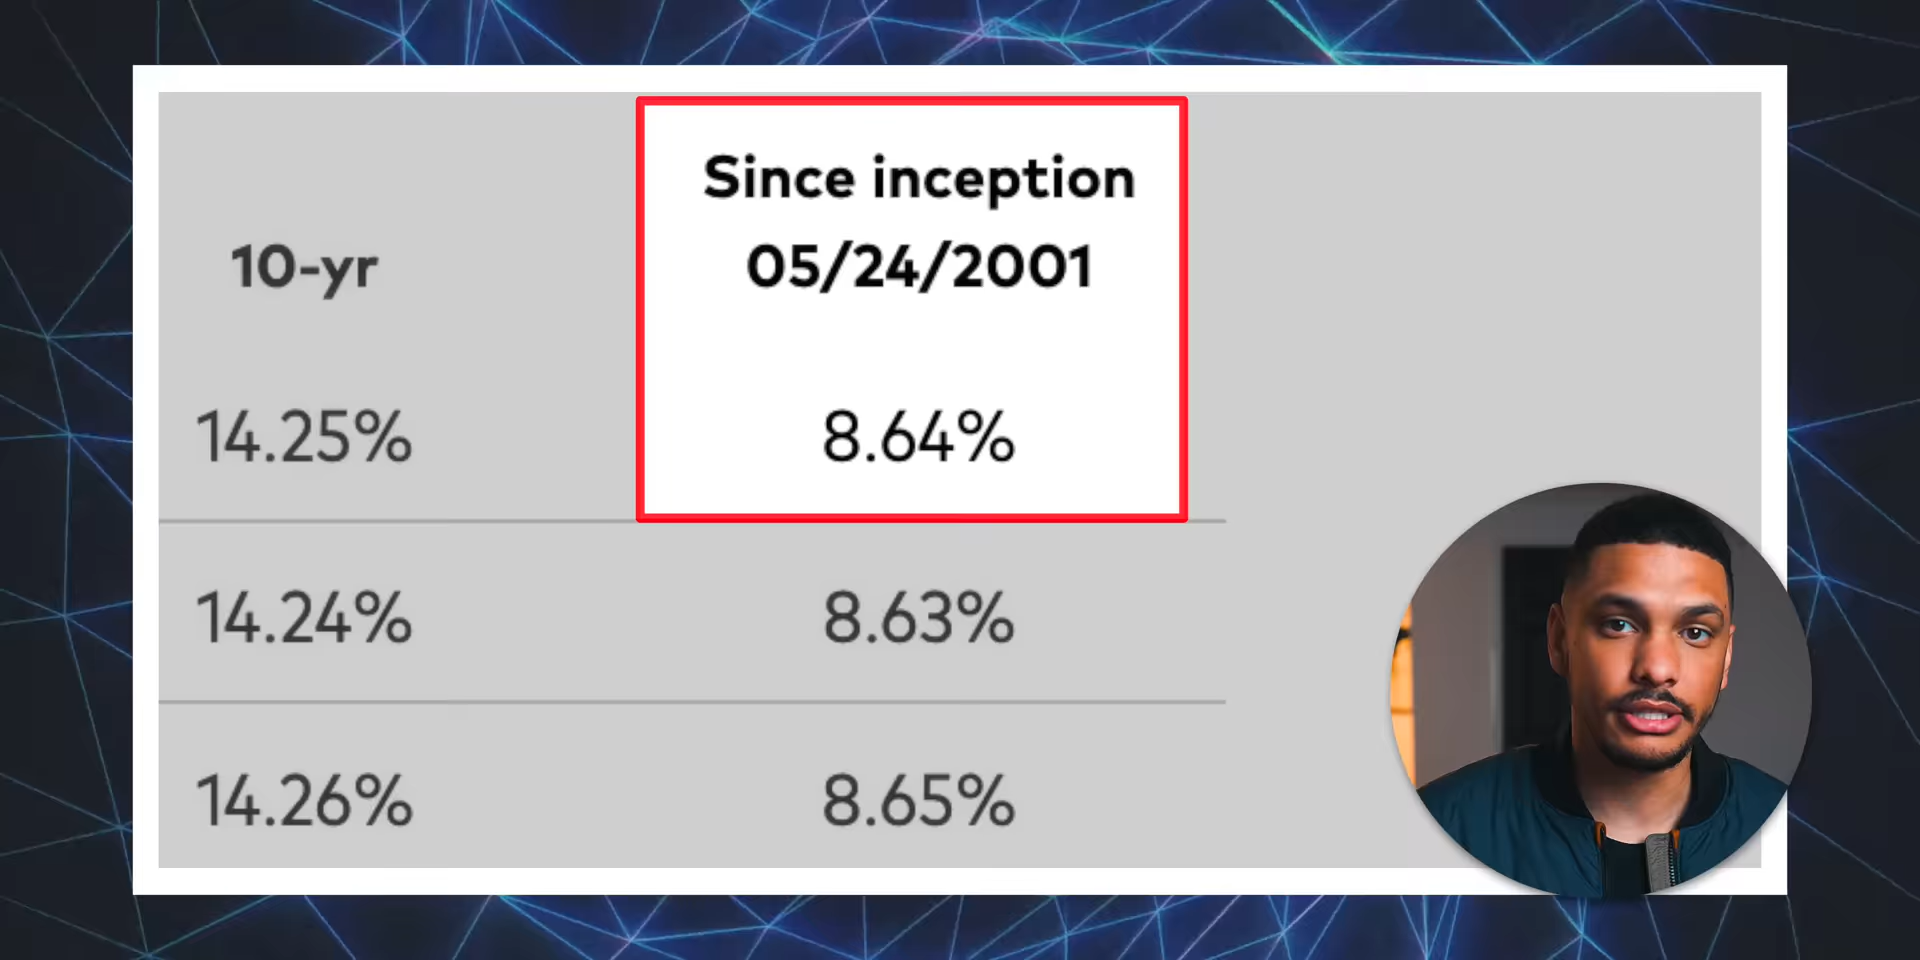 Since inception
10-yr 05/24/2001
14.25% 8.64%
14.24% 8.63%
14.26% 8.65%